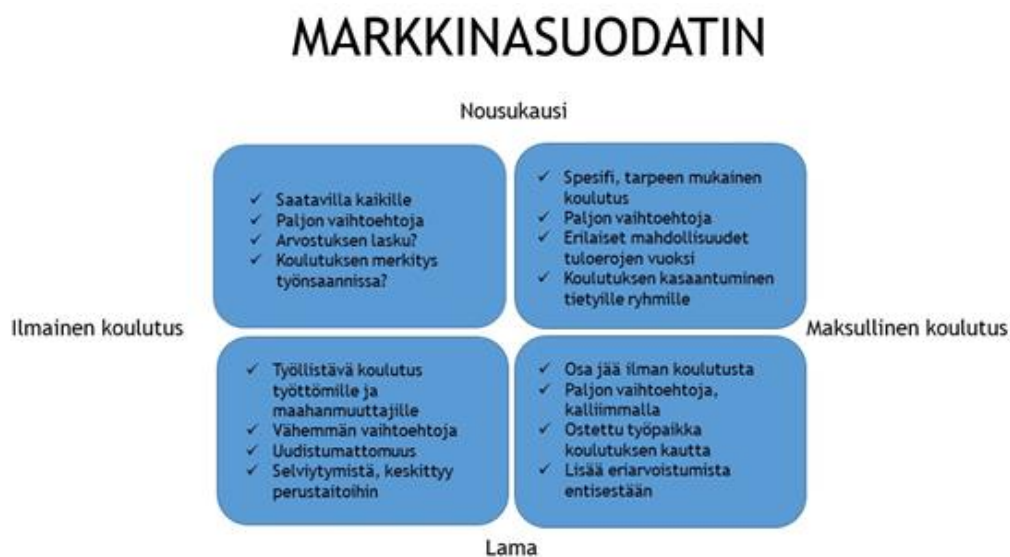 MARKKINASUODATIN
Nousukausi
✓ Saatavilla kaikille
✓ Paljon vaihtoehtoja
✓ Arvostuksen lasku?
✓ Koulutuksen merkitys
työnsaannissa?
✓ Spesifi, tarpeen mukainen
koulutus
✓ Paljon vaihtoehtoja
✓ Erilaiset mahdollisuudet
tuloerojen vuoksi
✓ Koulutuksen kasaantuminen
tietyille ryhmille
Ilmainen koulutus
Maksullinen koulutus
✓ Työllistävä koulutus
työttömille ja
maahanmuuttajille
✓ Vähemmän vaihtoehtoja
✓ Uudistumattomuus
✓ Selviytymistä, keskittyy
perustaitoihin
✓ Osa jää ilman koulutusta
✓ Paljon vaihtoehtoja,
kalliimmalla
✓ Ostettu työpaikka
koulutuksen kautta
✓ Lisää eriarvoistumista
entisestään
Lama